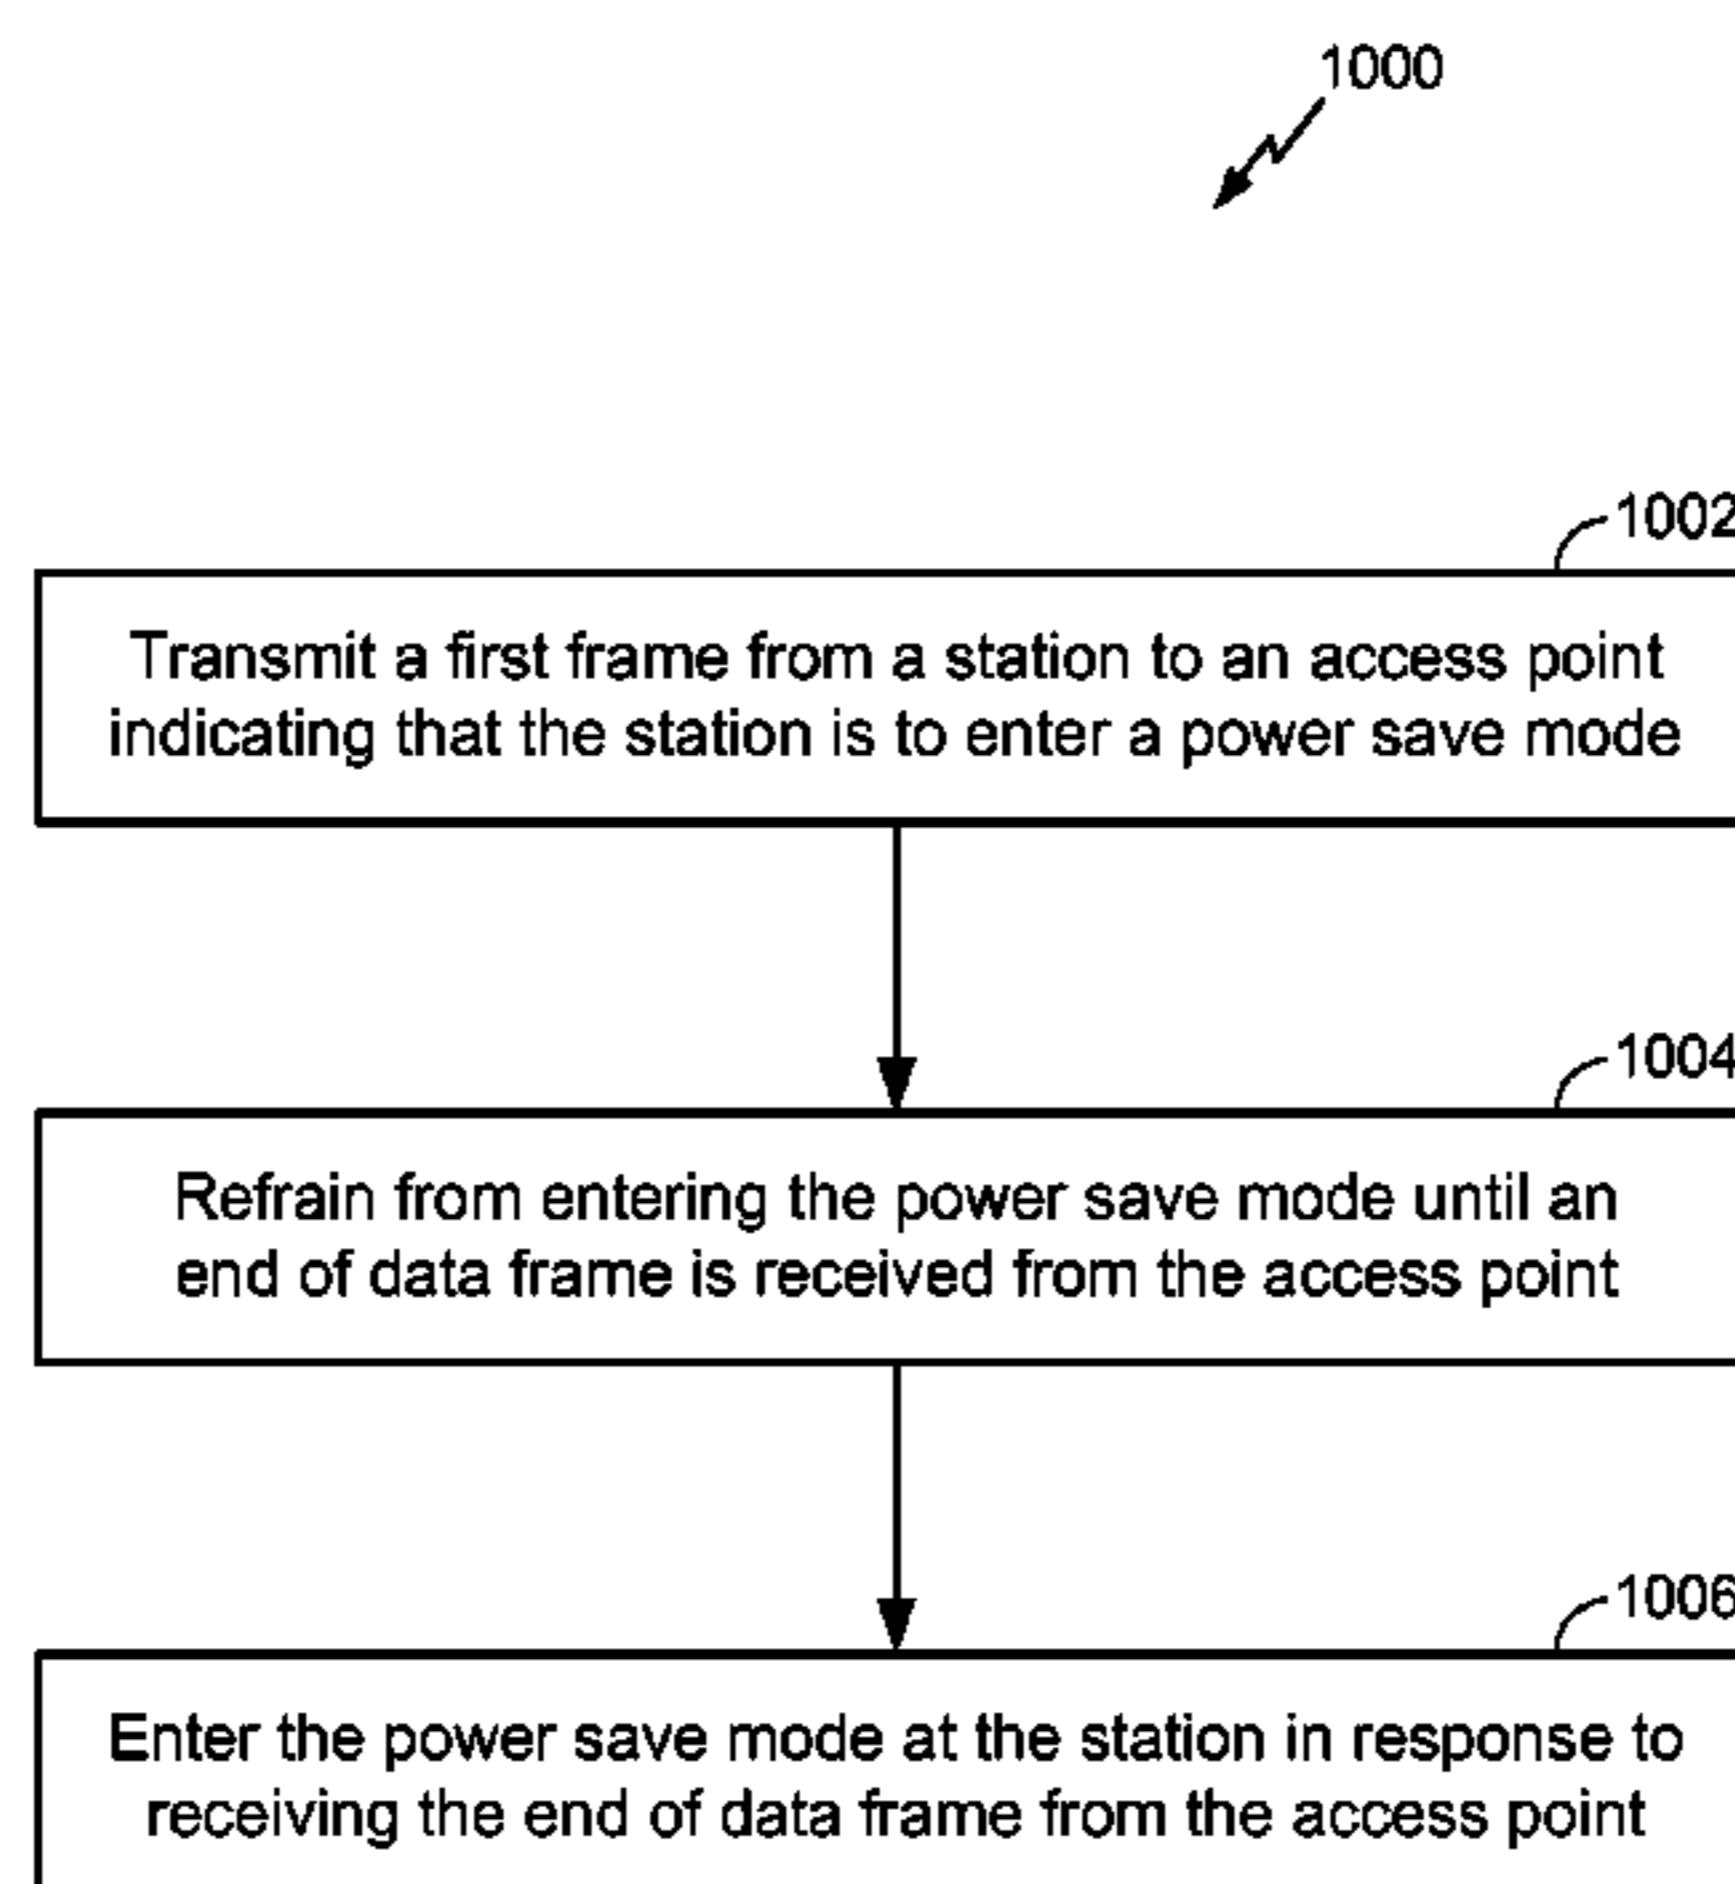 1000
1002
Transmit a first frame from a station to an access point
indicating that the station is to enter a power save mode
1004
Refrain from entering the power save mode until an
end of data frame is received from the access point
1006
Enter the power save mode at the station in response to
receiving the end of data frame from the access point